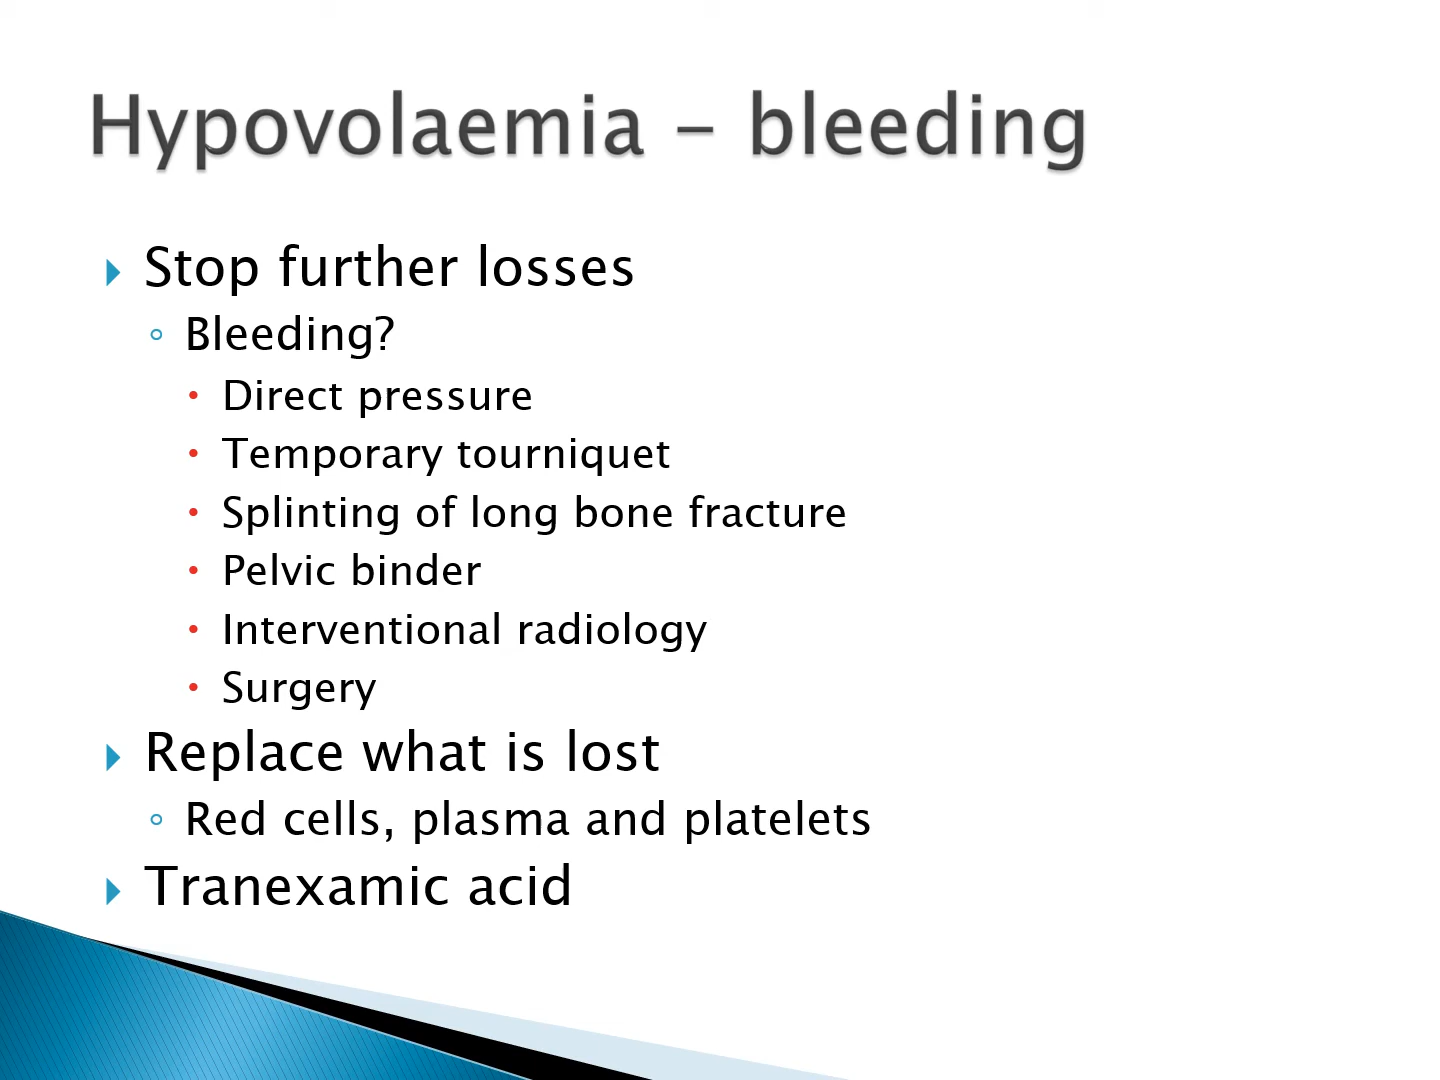 Hypovolaemia - bleeding
Stop further losses
Bleeding?
Direct pressure
Temporary tourniquet
Splinting of long bone fracture
Pelvic binder
Interventional radiology
Surgery
Replace what is lost
Red cells, plasma and platelets
Tranexamic acid